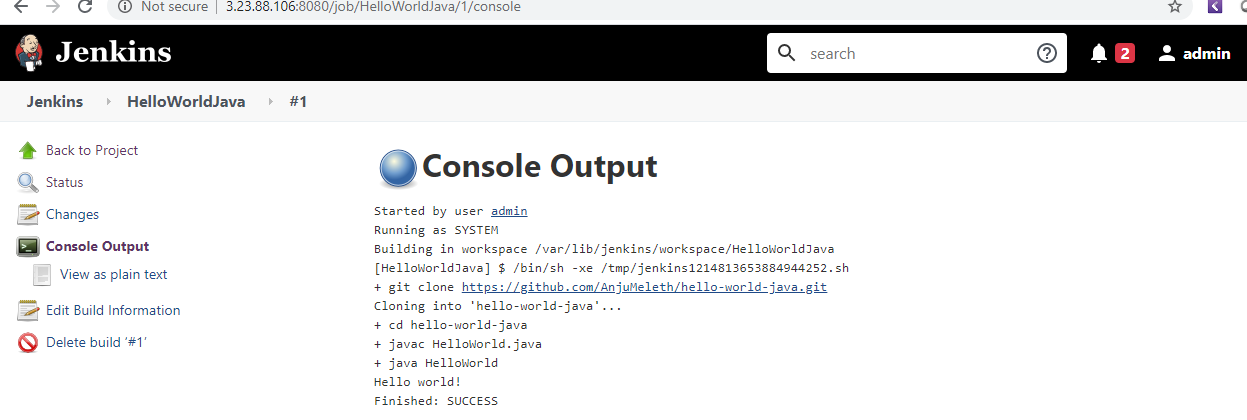 Not secure | 3.23.88.106:8080/job/HelloWorldJava/1/console
Jenkins
search
2
admin
Jenkins HelloWorldJava #1
Back to Project
Status
Changes
Console Output
View as plain text
Edit Build Information
Delete build '#1'
Console Output
Started by user admin
Running as SYSTEM
Building in workspace /var/lib/jenkins/workspace/HelloWorldJava
[HelloWorldJava] $ /bin/sh -xe /tmp/jenkins1214813653884944252.sh
+ git clone https://github.com/AnjuMeleth/hello-world-java.git
Cloning into 'hello-world-java'...
+ cd hello-world-java
+ javac HelloWorld.java
+ java HelloWorld
Hello world!
Finished: SUCCESS